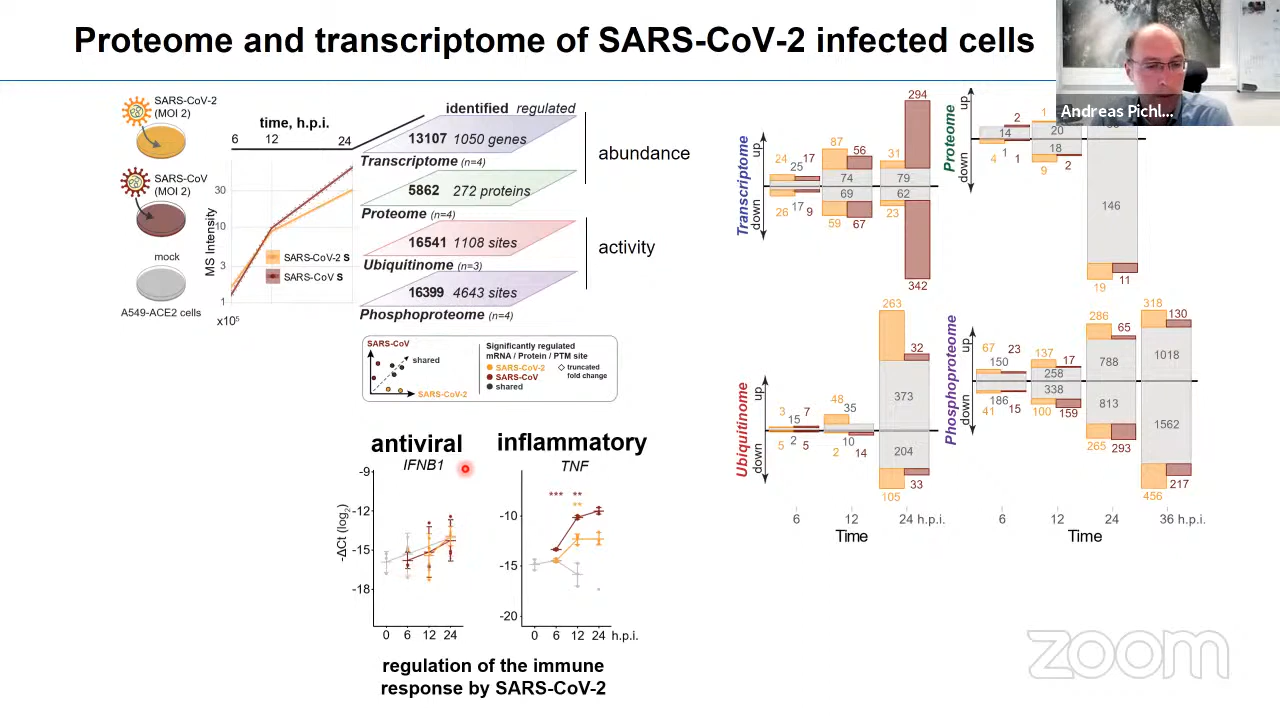 Proteome and transcriptome of SARS-CoV-2 infected cells
Andreas Pichl...
SARS-CoV-2
(MOI 2)
SARS-CoV
(MOI 2)
mock
A549-ACE2 cells
time, h.p.i.
6 12 24
MS Intensity
30
10
3
1
x10⁵
SARS-CoV-2 S
SARS-CoV S
identified regulated
13107 1050 genes
Transcriptome (n=4)
5862 272 proteins
Proteome (n=4)
16541 1108 sites
Ubiquitinome (n=3)
16399 4643 sites
Phosphoproteome (n=4)
abundance
activity
SARS-CoV
shared
SARS-CoV-2
Significantly regulated
mRNA / Protein / PTM site
SARS-CoV-2
SARS-CoV
shared
truncated
fold change
antiviral
IFNB1
-ΔCt (log₂)
-9
-12
-15
-18
0 6 12 24
inflammatory
TNF
*** **
**
-10
-15
-20
0 6 12 24 h.p.i.
regulation of the immune
response by SARS-CoV-2
Transcriptome
down up
24 25 17
26 17 9
87 56
74
69
59 67
31 294
79
62
23 342
Proteome
down up
2
14
4 1 1
1
20
18
9 2
146
19 11
Ubiquitinome
down up
3 15 7
5 2 5
48 35
2 10 14
263 32
373
204
105 33
6 12 24 h.p.i.
Time
Phosphoproteome
down up
67 150 23
41 186 15
137 17
258
338
100 159
286 65
788
813
265 293
318 130
1018
1562
456 217
6 12 24 36 h.p.i.
Time
zoom